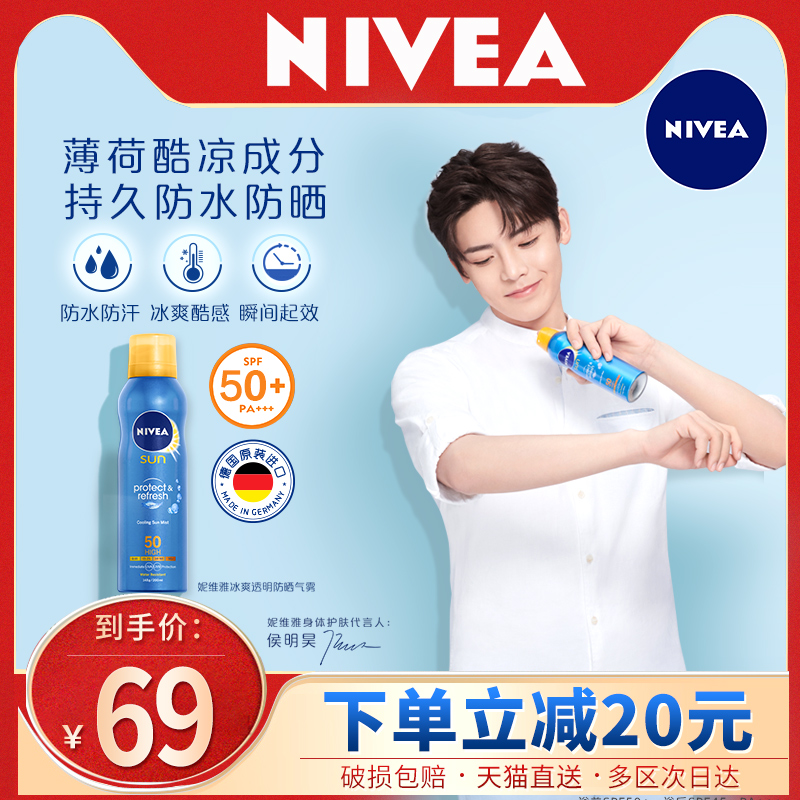 NIVEA
NIVEA
薄荷酷凉成分
持久防水防晒
防水防汗 冰爽酷感 瞬间起效
SPF
50+
PA+++
NIVEA
sun
protect &
refresh
Cooling Sun Mist
50
HIGH
德国原装进口
MADE IN GERMANY
NIVEA
妮维雅冰爽透明防晒气雾
妮维雅身体护肤代言人：
侯明昊
到手价：
¥69
下单立减20元
破损包赔·天猫直送·多区次日达